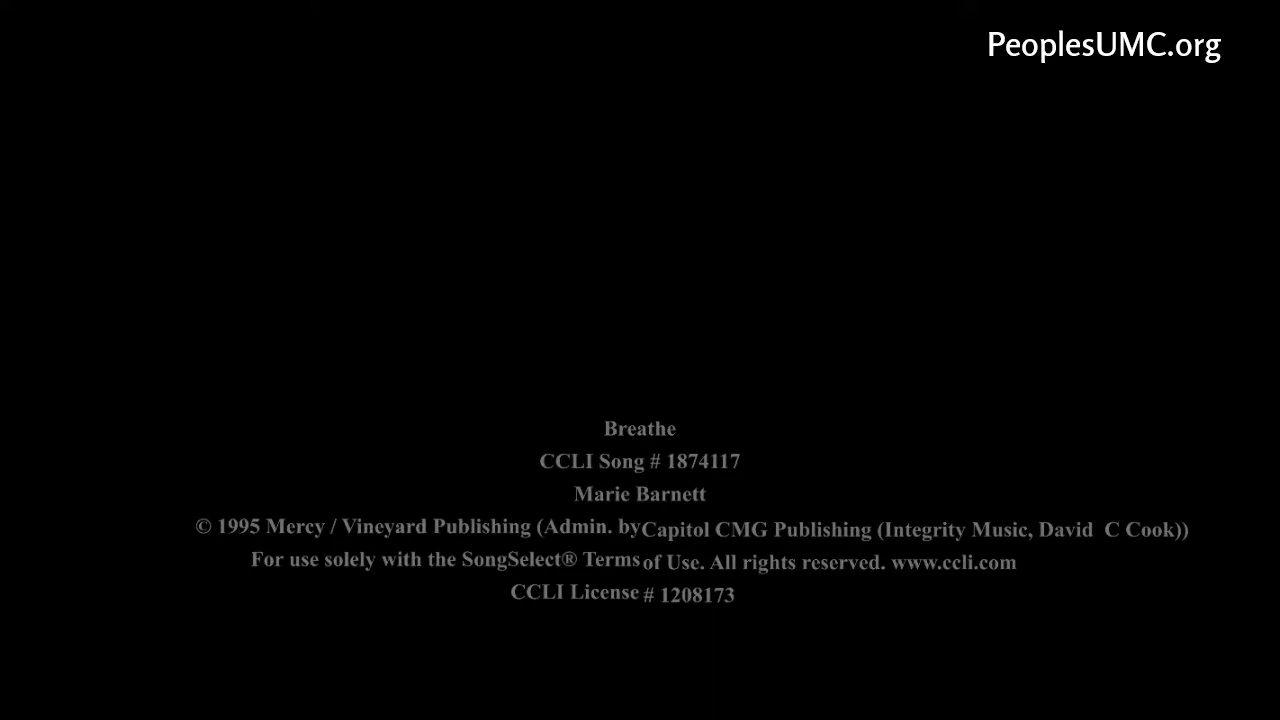 PeoplesUMC.org
Breathe
CCLI Song # 1874117
Marie Barnett
© 1995 Mercy / Vineyard Publishing (Admin. by Capitol CMG Publishing (Integrity Music, David  C Cook))
For use solely with the SongSelect® Terms of Use. All rights reserved. www.ccli.com
CCLI License # 1208173